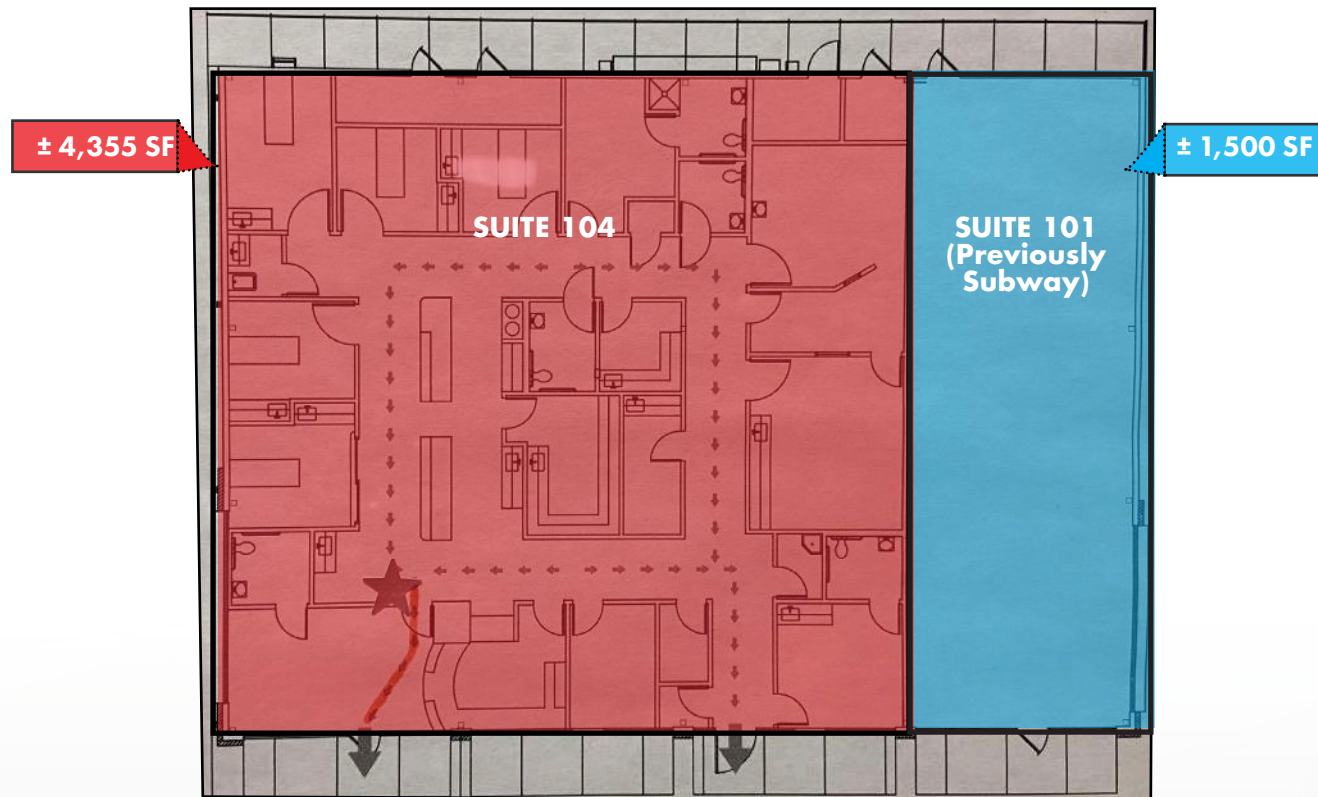 ± 4,355 SF
± 1,500 SF
SUITE 104
SUITE 101
(Previously
Subway)